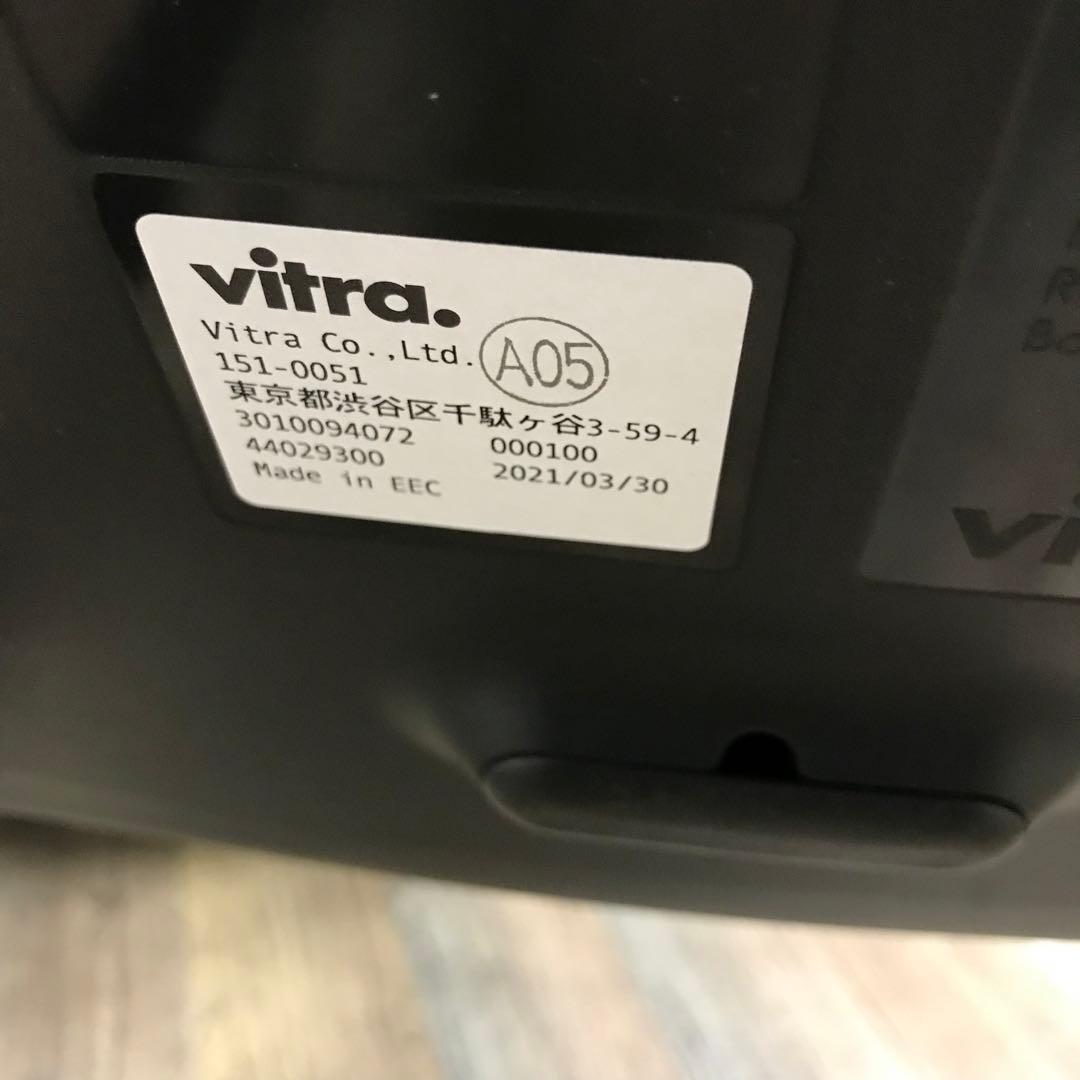 vitra.
Vitra Co.,Ltd.
A05
151-0051
東京都渋谷区千駄ヶ谷3-59-4
3010094072 000100
44029300 2021/03/30
Made in EEC